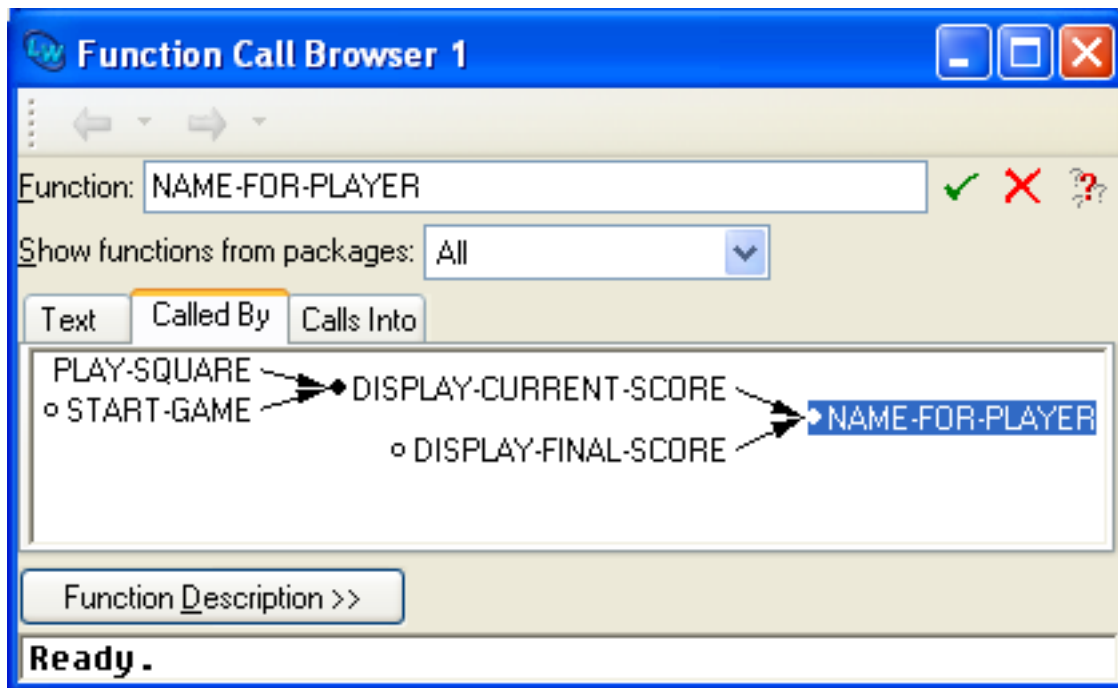 LW Function Call Browser 1
Function: NAME-FOR-PLAYER
Show functions from packages: All
Text Called By Calls Into
PLAY-SQUARE
DISPLAY-CURRENT-SCORE
START-GAME
NAME-FOR-PLAYER
DISPLAY-FINAL-SCORE
Function Description >>
Ready.